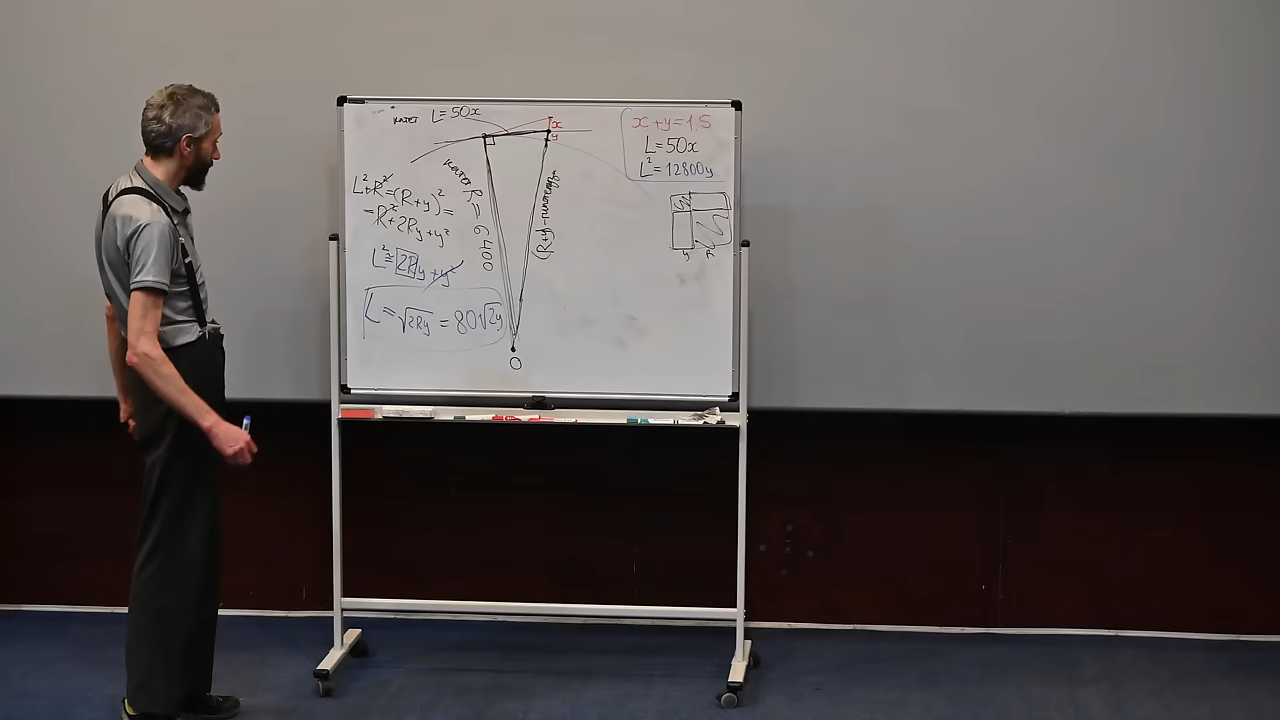 катет L=50x
x
y
катет R=6400
(R+y)-гипотенуза
O
L²+R²=(R+y)²=
=R²+2Ry+y²
L²≅2Ry+y²
L=√2Ry=80√2y
x+y=1.5
L=50x
L²=12800y
y R